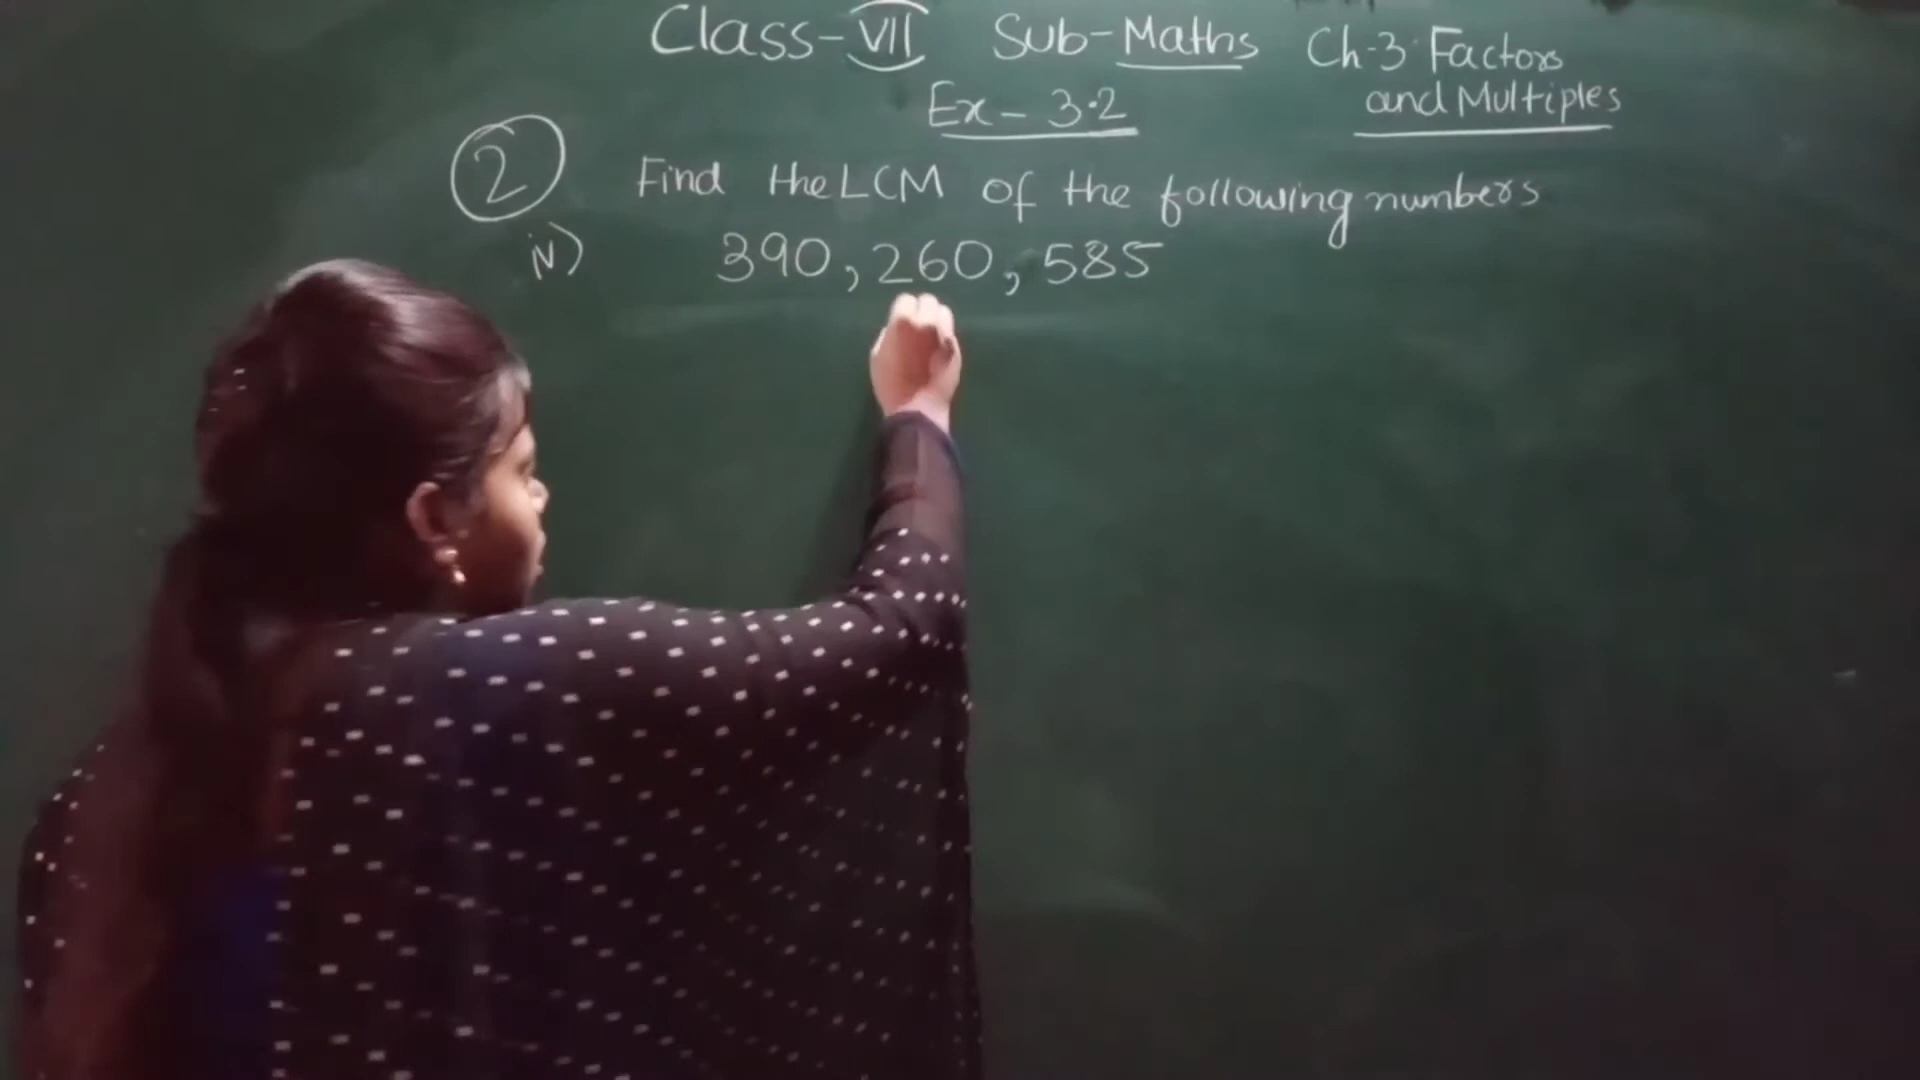 Class-VII Sub-Maths Ch-3 Factors
and Multiples
Ex-3.2
2 Find the LCM of the following numbers
iv) 390, 260, 585